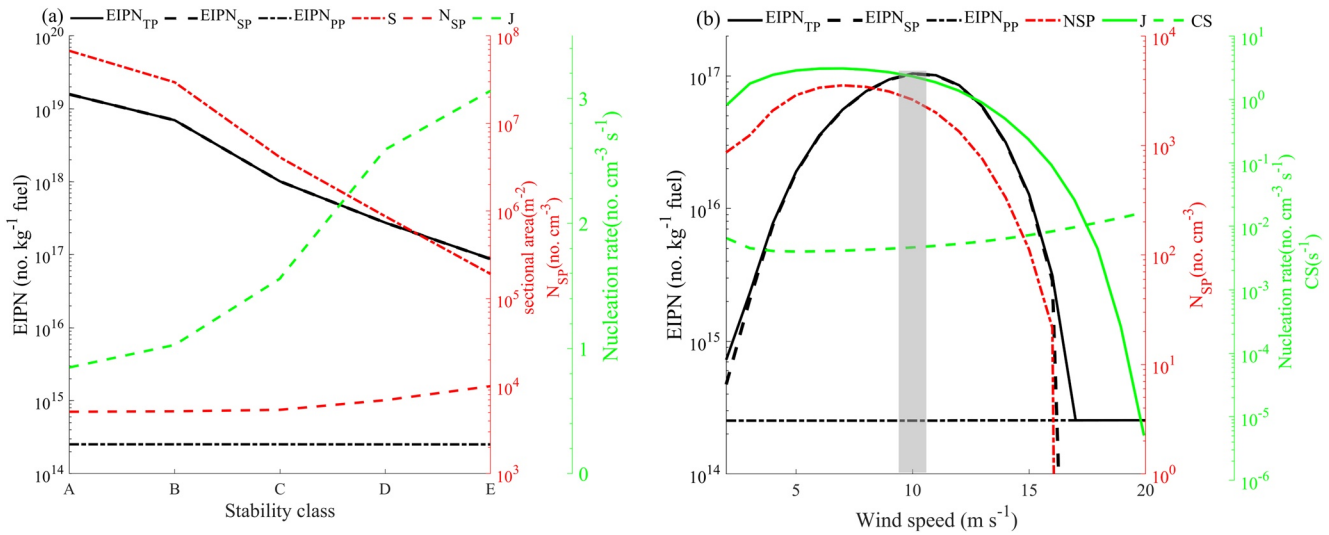 (a) EIPN_TP EIPN_SP EIPN_PP S N_SP J
10^20
10^19
10^18
10^17
10^16
10^15
10^14
EIPN (no. kg^-1 fuel)
A B C D E
Stability class
10^8
10^7
10^6
10^5
10^4
10^3
sectional area(m^-2)
N_SP(no. cm^-3)
3
2
1
0
Nucleation rate(no. cm^-3 s^-1)
(b) EIPN_TP EIPN_SP EIPN_PP NSP J CS
10^17
10^16
10^15
10^14
EIPN (no. kg^-1 fuel)
5 10 15 20
Wind speed (m s^-1)
10^4
10^3
10^2
10^1
10^0
N_SP(no. cm^-3)
10^1
10^0
10^-1
10^-2
10^-2
10^-3
10^-4
10^-5
10^-6
Nucleation rate(no. cm^-3 s^-1)
CS(s^-1)